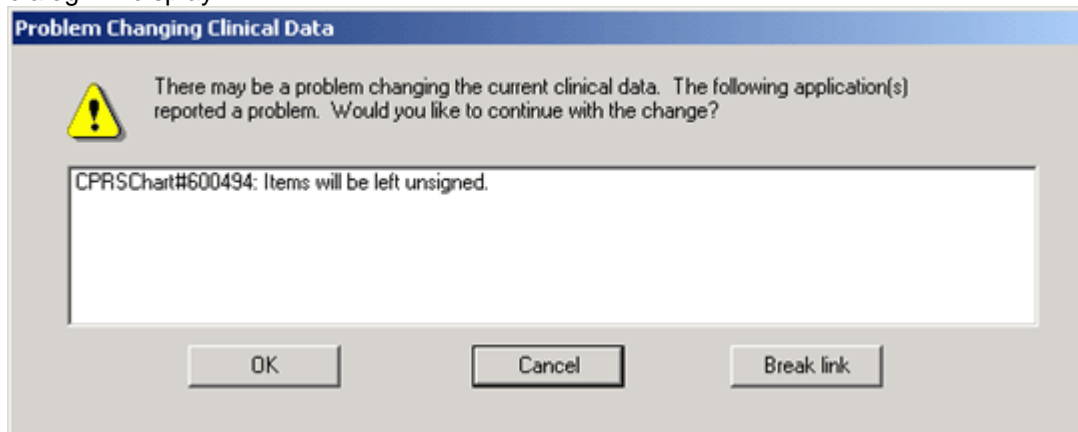 Problem Changing Clinical Data
There may be a problem changing the current clinical data. The following application(s)
reported a problem. Would you like to continue with the change?
CPRSChart#600494: Items will be left unsigned.
OK Cancel Break link